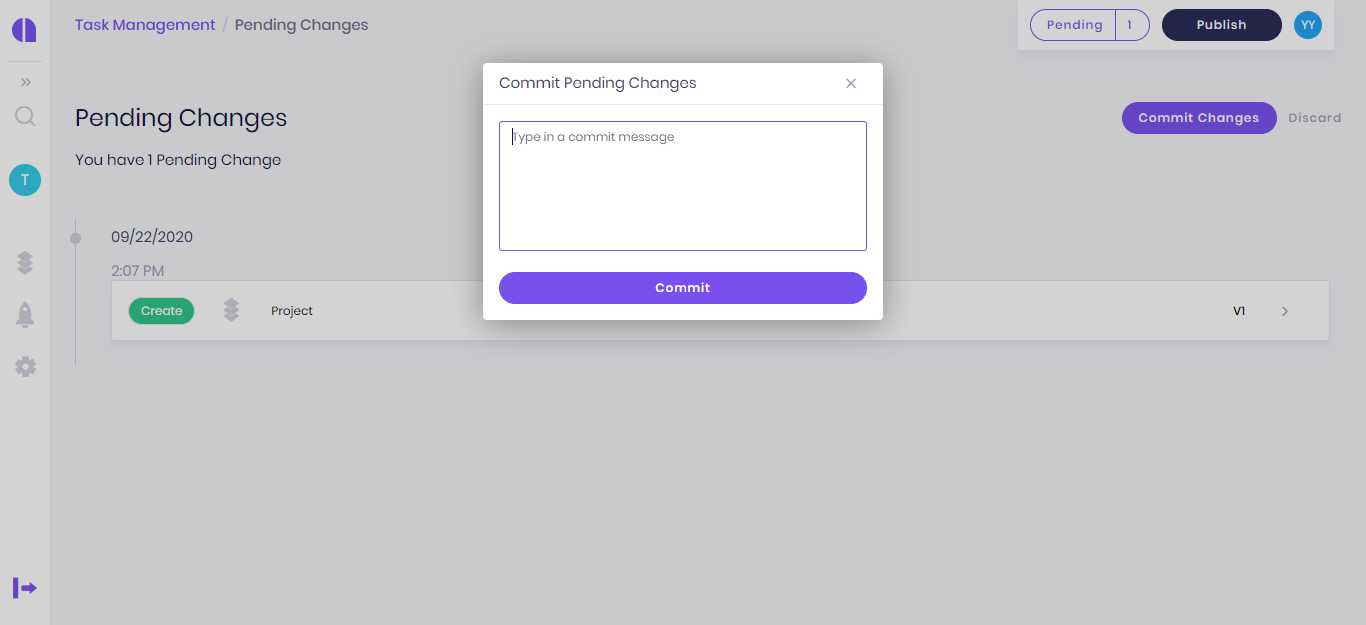 Task Management / Pending Changes
Pending 1
Publish
YY
Commit Pending Changes
Pending Changes
Commit Changes
Discard
Type in a commit message
You have 1 Pending Change
T
09/22/2020
2:07 PM
Commit
Create
Project
V1